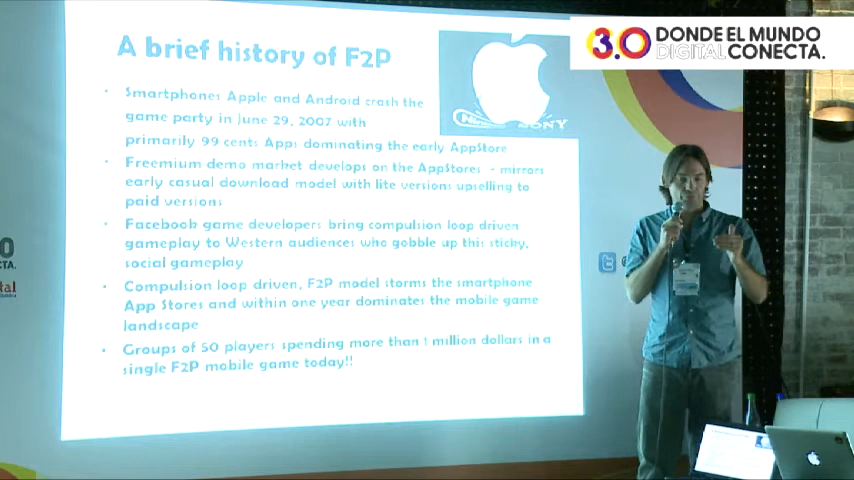 A brief history of F2P
3.0 DONDE EL MUNDO
DIGITAL CONECTA.
SONY
Smartphones Apple and Android crash the
game party in June 29, 2007 with
primarily 99 cents Apps dominating the early AppStore
Freemium demo market develops on the AppStores - mirrors
early casual download model with lite versions upselling to
paid versions
Facebook game developers bring compulsion loop driven
gameplay to Western audiences who gobble up this sticky,
social gameplay
Compulsion loop driven, F2P model storms the smartphone
App Stores and within one year dominates the mobile game
landscape
Groups of 50 players spending more than 1 million dollars in a
single F2P mobile game today!!